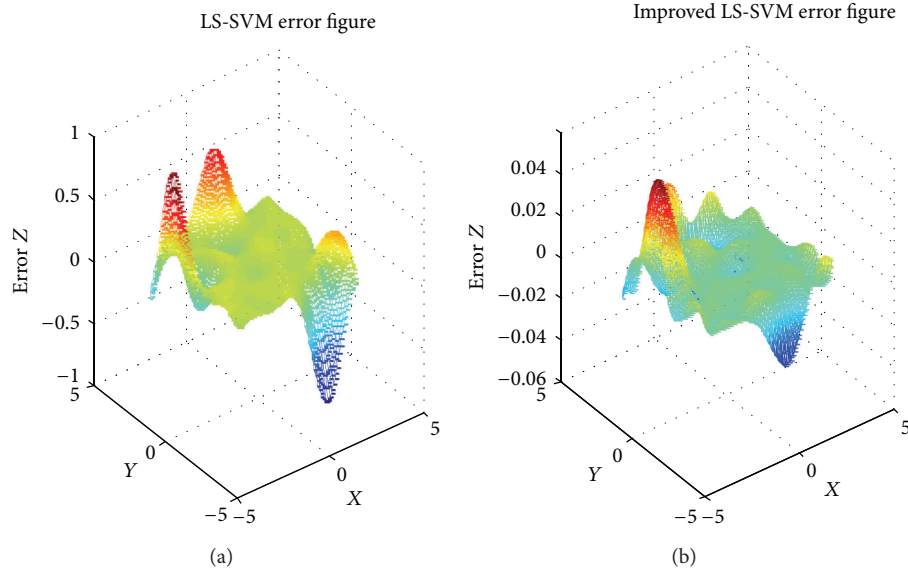 LS-SVM error figure
1
0.5
0
−0.5
−1
Error Z
5
0
−5
Y
−5
0
5
X
(a)
Improved LS-SVM error figure
0.04
0.02
0
−0.02
−0.04
−0.06
Error Z
5
0
−5
Y
−5
0
5
X
(b)